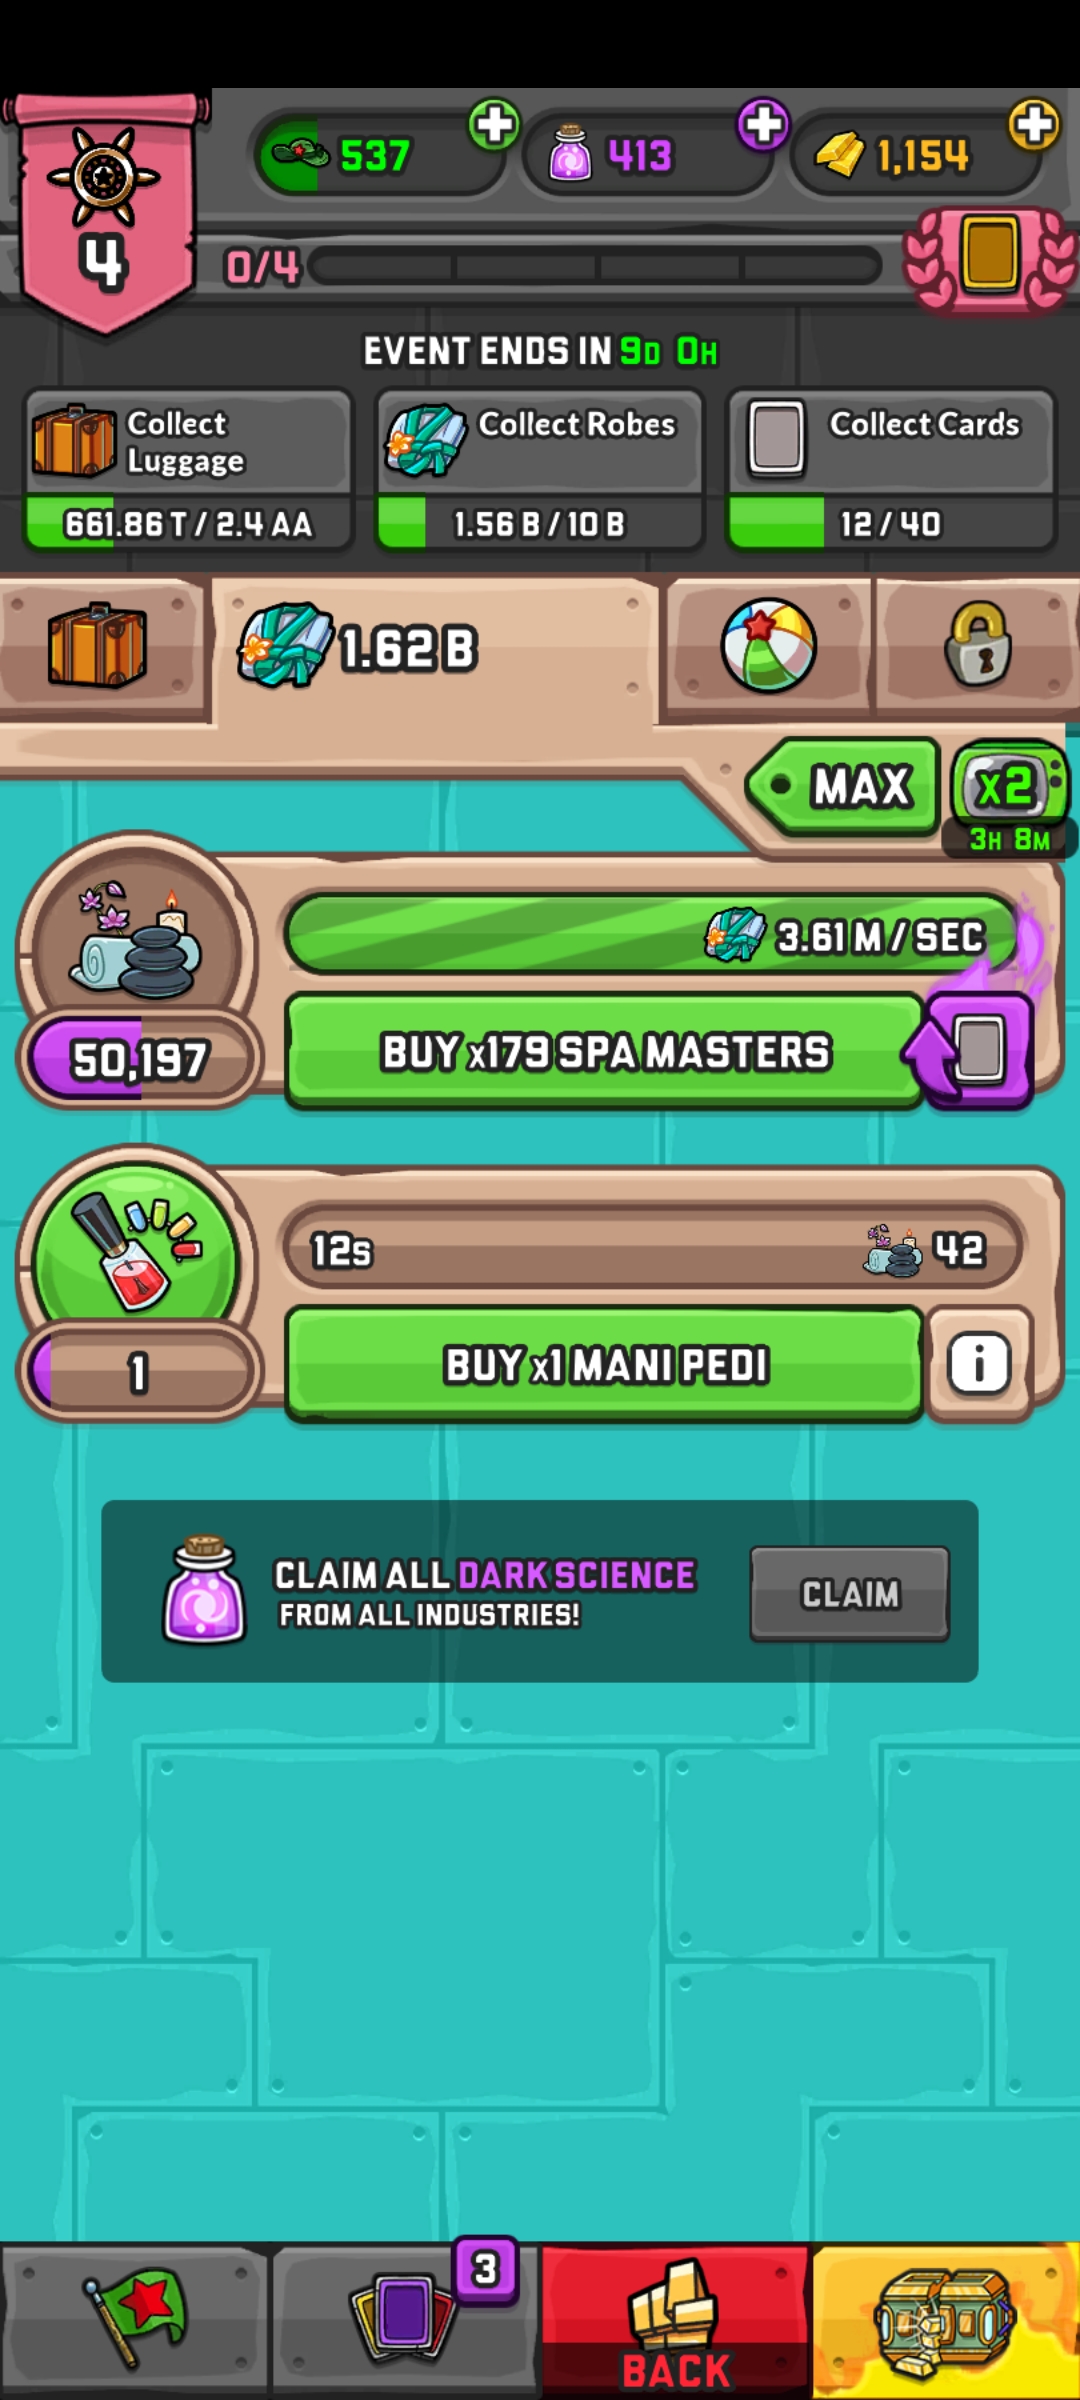 537
413
1,154
4
0/4
EVENT ENDS IN 9D 0H
Collect
Luggage
Collect Robes
Collect Cards
661.86 T / 2.4 AA
1.56 B / 10 B
12 / 40
1.62 B
MAX
x2
3H 8M
3.61 M / SEC
50,197
BUY x179 SPA MASTERS
12s
42
1
BUY x1 MANI PEDI
i
CLAIM ALL DARK SCIENCE
FROM ALL INDUSTRIES!
CLAIM
3
BACK